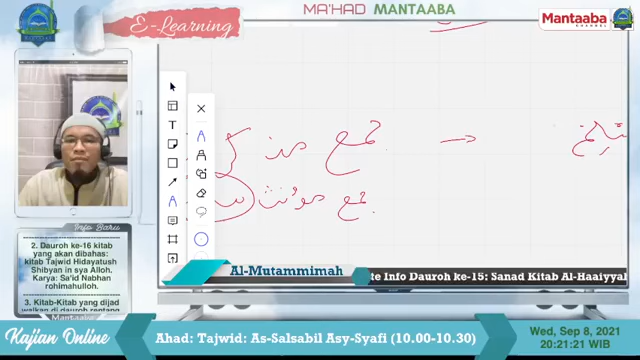 MA'HAD MANTAABA
E-Learning
Mantaaba
جمع مذكر
جمع مؤنث
Info Baru
2. Dauroh ke-16 kitab
yang akan dibahas:
kitab Tajwid Hidayatush
Shibyan in sya Alloh.
Karya: Sa'id Nabhan
rohimahulloh.
3. Kitab-Kitab yang dijad
Al-Mutammimah
te Info Dauroh ke-15: Sanad Kitab Al-Haaiyyah
Kajian Online
Ahad: Tajwid: As-Salsabil Asy-Syafi (10.00-10.30)
Wed, Sep 8, 2021
20:21:21 WIB